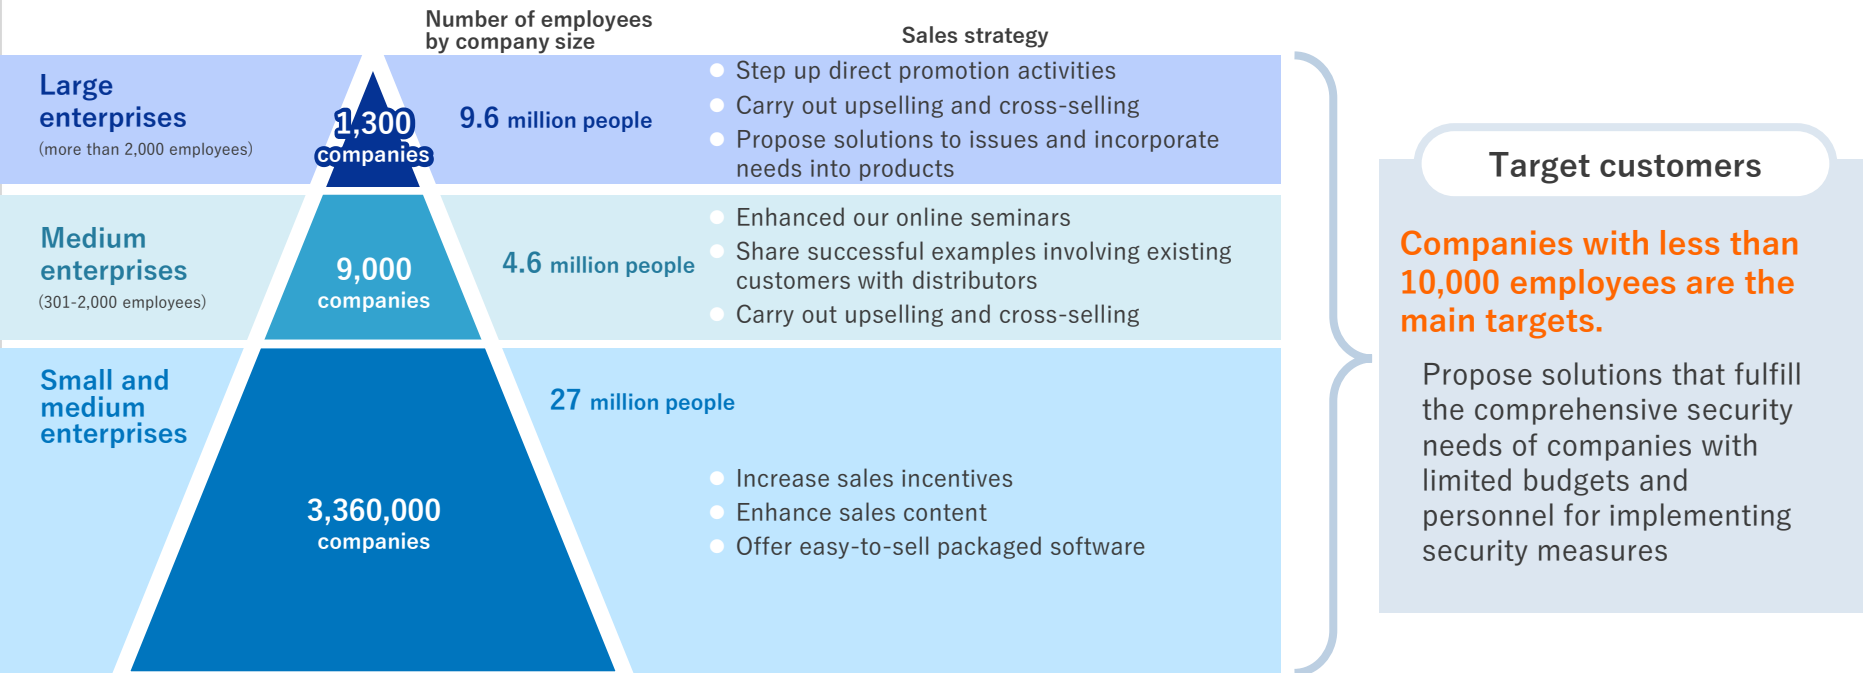 Number of employees
by company size
Sales strategy
Large
enterprises
(more than 2,000 employees)
1,300
companies
9.6 million people
Step up direct promotion activities
Carry out upselling and cross-selling
Propose solutions to issues and incorporate
needs into products
Medium
enterprises
(301-2,000 employees)
9,000
companies
4.6 million people
Enhanced our online seminars
Share successful examples involving existing
customers with distributors
Carry out upselling and cross-selling
Small and
medium
enterprises
3,360,000
companies
27 million people
Increase sales incentives
Enhance sales content
Offer easy-to-sell packaged software
Target customers
Companies with less than
10,000 employees are the
main targets.
Propose solutions that fulfill
the comprehensive security
needs of companies with
limited budgets and
personnel for implementing
security measures